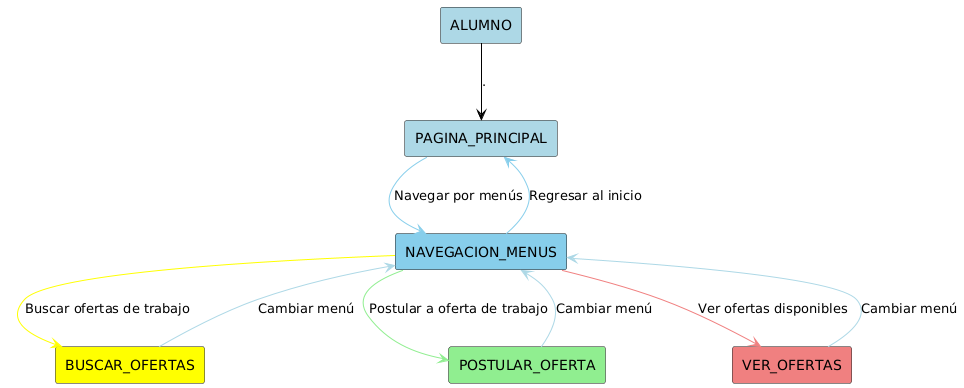 ALUMNO
.
PAGINA_PRINCIPAL
Navegar por menús
Regresar al inicio
NAVEGACION_MENUS
Buscar ofertas de trabajo
Cambiar menú
Postular a oferta de trabajo
Cambiar menú
Ver ofertas disponibles
Cambiar menú
BUSCAR_OFERTAS
POSTULAR_OFERTA
VER_OFERTAS